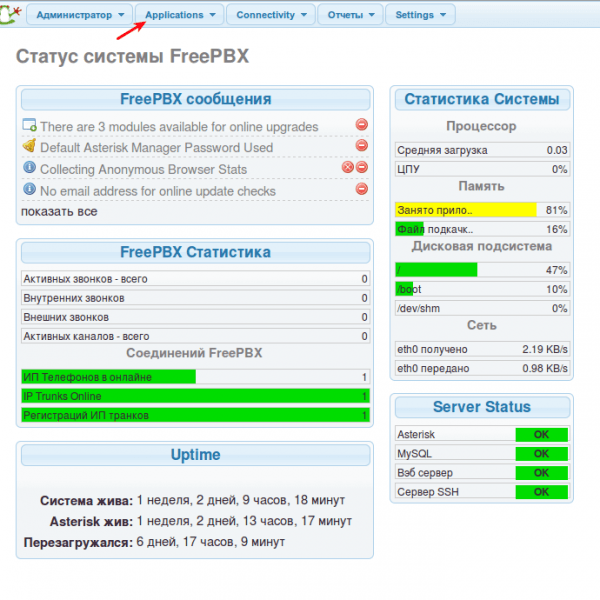 Администратор
Applications
Connectivity
Отчеты
Settings
Статус системы FreePBX
FreePBX сообщения
There are 3 modules available for online upgrades
Default Asterisk Manager Password Used
Collecting Anonymous Browser Stats
No email address for online update checks
показать все
FreePBX Статистика
Активных звонков - всего 0
Внутренних звонков 0
Внешних звонков 0
Активных каналов - всего 0
Соединений FreePBX
ИП Телефонов в онлайне 1
IP Trunks Online 1
Регистраций ИП транков 1
Uptime
Система жива: 1 неделя, 2 дней, 9 часов, 18 минут
Asterisk жив: 1 неделя, 2 дней, 13 часов, 17 минут
Перезагружался: 6 дней, 17 часов, 9 минут
Статистика Системы
Процессор
Средняя загрузка 0.03
ЦПУ 0%
Память
Занято прило.. 81%
Файл подкачк.. 16%
Дисковая подсистема
/ 47%
/boot 10%
/dev/shm 0%
Сеть
eth0 получено 2.19 KB/s
eth0 передано 0.98 KB/s
Server Status
Asterisk OK
MySQL OK
Вэб сервер OK
Сервер SSH OK